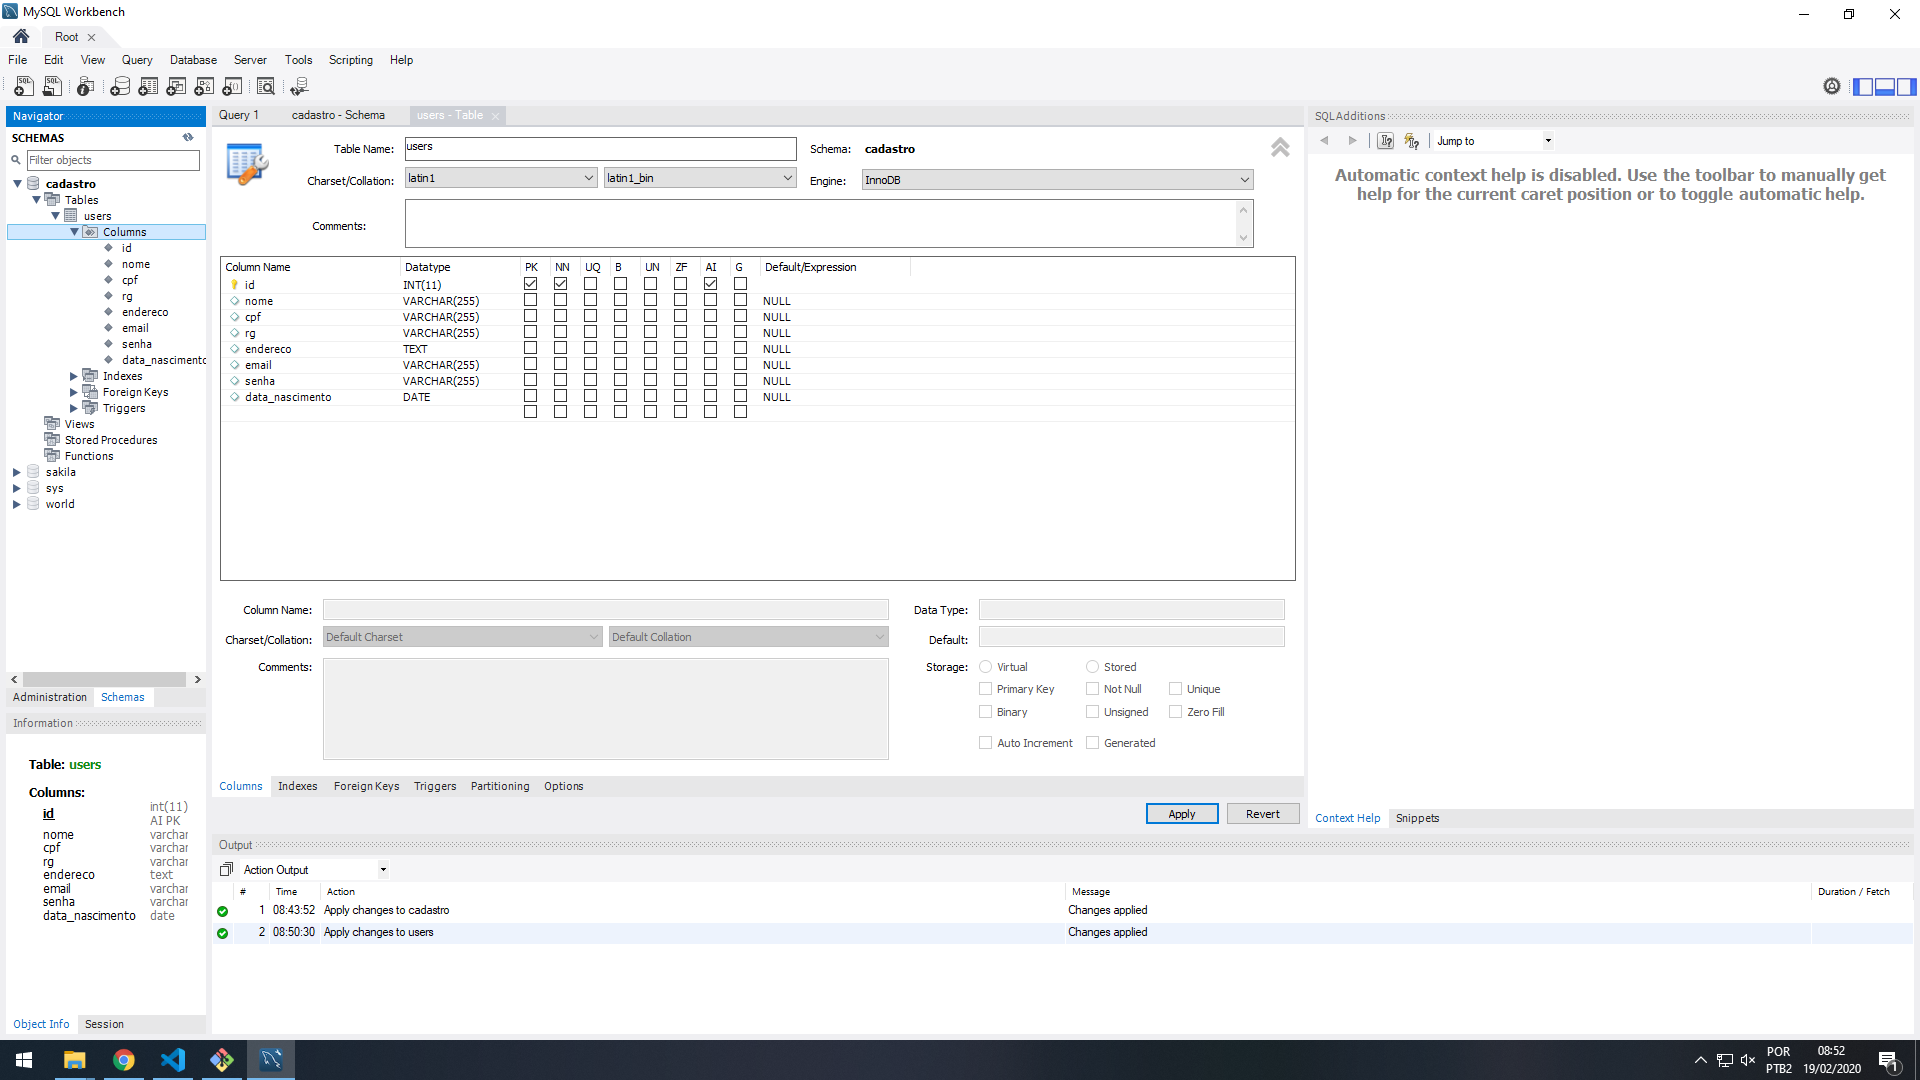 MySQL Workbench
Root
File Edit View Query Database Server Tools Scripting Help
Navigator
SCHEMAS
Filter objects
cadastro
Tables
users
Columns
id
nome
cpf
rg
endereco
email
senha
data_nascimento
Indexes
Foreign Keys
Triggers
Views
Stored Procedures
Functions
sakila
sys
world
Administration Schemas
Information
Table: users
Columns:
id int(11)
AI PK
nome varchar
cpf varchar
rg varchar
endereco text
email varchar
senha varchar
data_nascimento date
Object Info Session
Query 1 cadastro - Schema users - Table
Table Name: users Schema: cadastro
Charset/Collation: latin1 latin1_bin Engine: InnoDB
Comments:
Column Name Datatype PK NN UQ B UN ZF AI G Default/Expression
id INT(11)
nome VARCHAR(255) NULL
cpf VARCHAR(255) NULL
rg VARCHAR(255) NULL
endereco TEXT NULL
email VARCHAR(255) NULL
senha VARCHAR(255) NULL
data_nascimento DATE NULL
Column Name: Data Type:
Charset/Collation: Default Charset Default Collation Default:
Comments: Storage: Virtual Stored
Primary Key Not Null Unique
Binary Unsigned Zero Fill
Auto Increment Generated
Columns Indexes Foreign Keys Triggers Partitioning Options
Apply Revert
SQLAdditions
Jump to
Automatic context help is disabled. Use the toolbar to manually get
help for the current caret position or to toggle automatic help.
Context Help Snippets
Output
Action Output
# Time Action Message Duration / Fetch
1 08:43:52 Apply changes to cadastro Changes applied
2 08:50:30 Apply changes to users Changes applied
POR 08:52
PTB2 19/02/2020
1